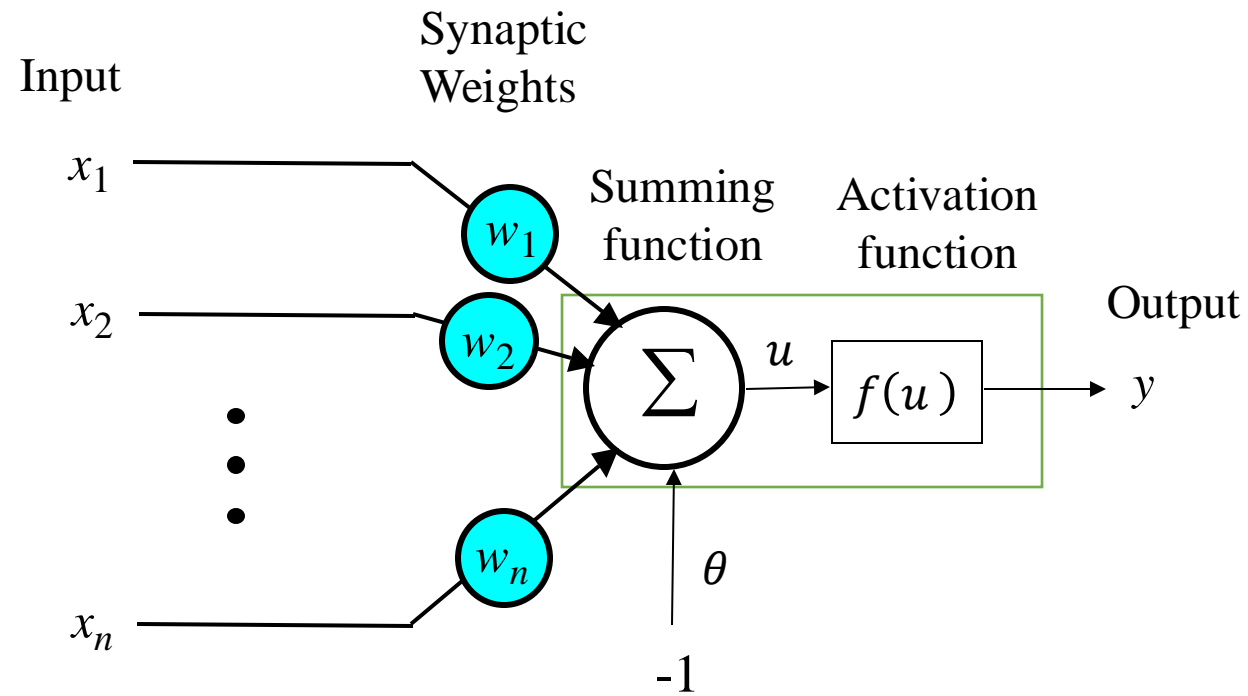 Synaptic
Weights
Input
x1
w1
Summing
function
Activation
function
x2
w2
Σ
u
f(u)
Output
y
wn
θ
xn
-1